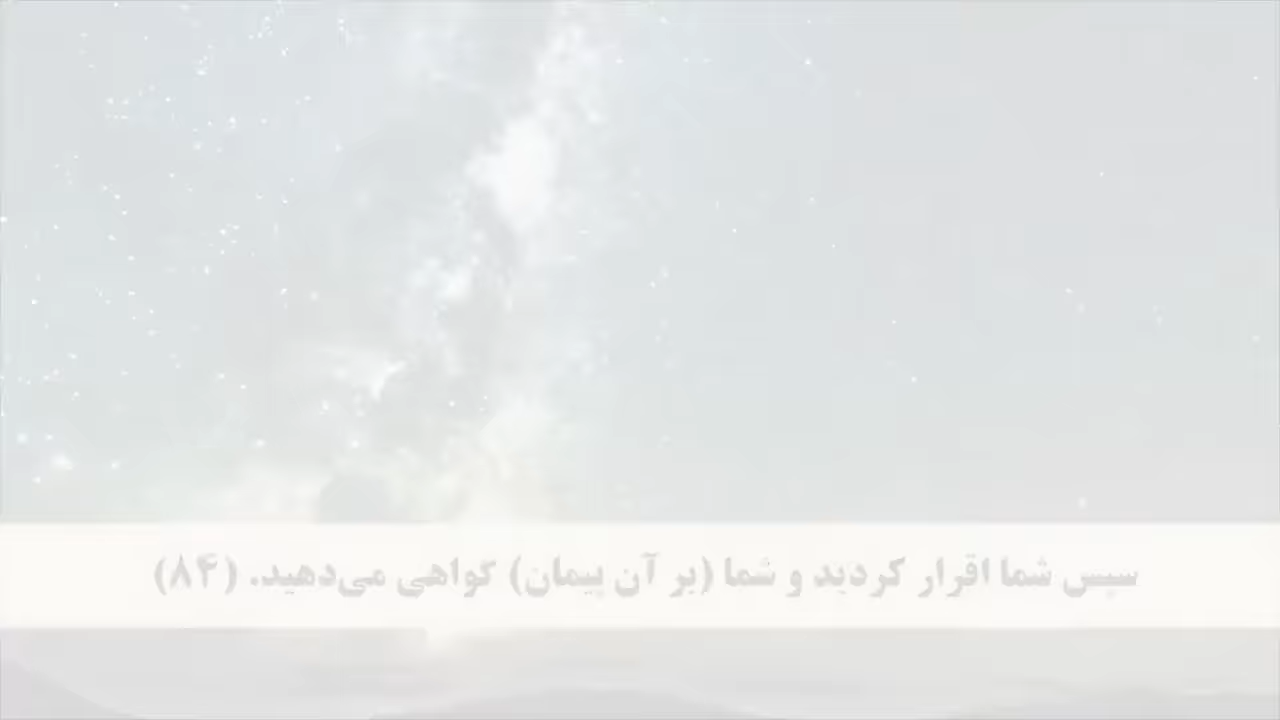 سپس شما اقرار کردید و شما (بر آن پیمان) گواهی می‌دهید. (۸۴)